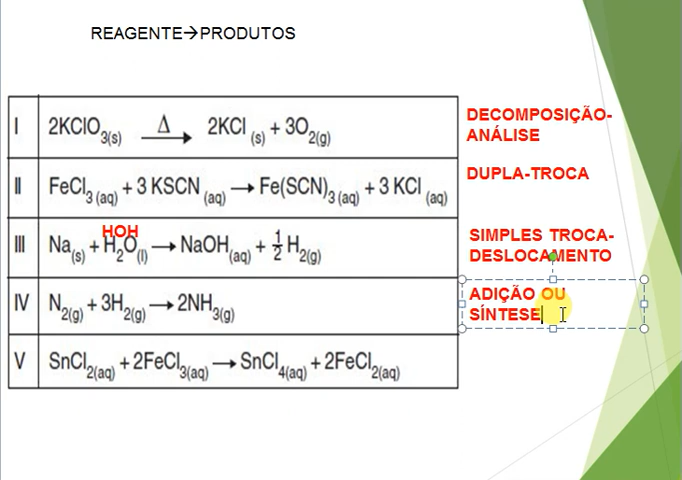 REAGENTE→PRODUTOS
I 2KClO₃(s) Δ→ 2KCl (s) + 3O₂(g) DECOMPOSIÇÃO-
ANÁLISE
II FeCl₃ (aq) + 3 KSCN (aq) → Fe(SCN)₃ (aq) + 3 KCl (aq) DUPLA-TROCA
HOH
III Na(s) + H₂O(l) → NaOH(aq) + 1/2 H₂(g) SIMPLES TROCA-
DESLOCAMENTO
IV N₂(g) + 3H₂(g) → 2NH₃(g) ADIÇÃO OU
SÍNTESE
V SnCl₂(aq) + 2FeCl₃(aq) → SnCl₄(aq) + 2FeCl₂(aq)